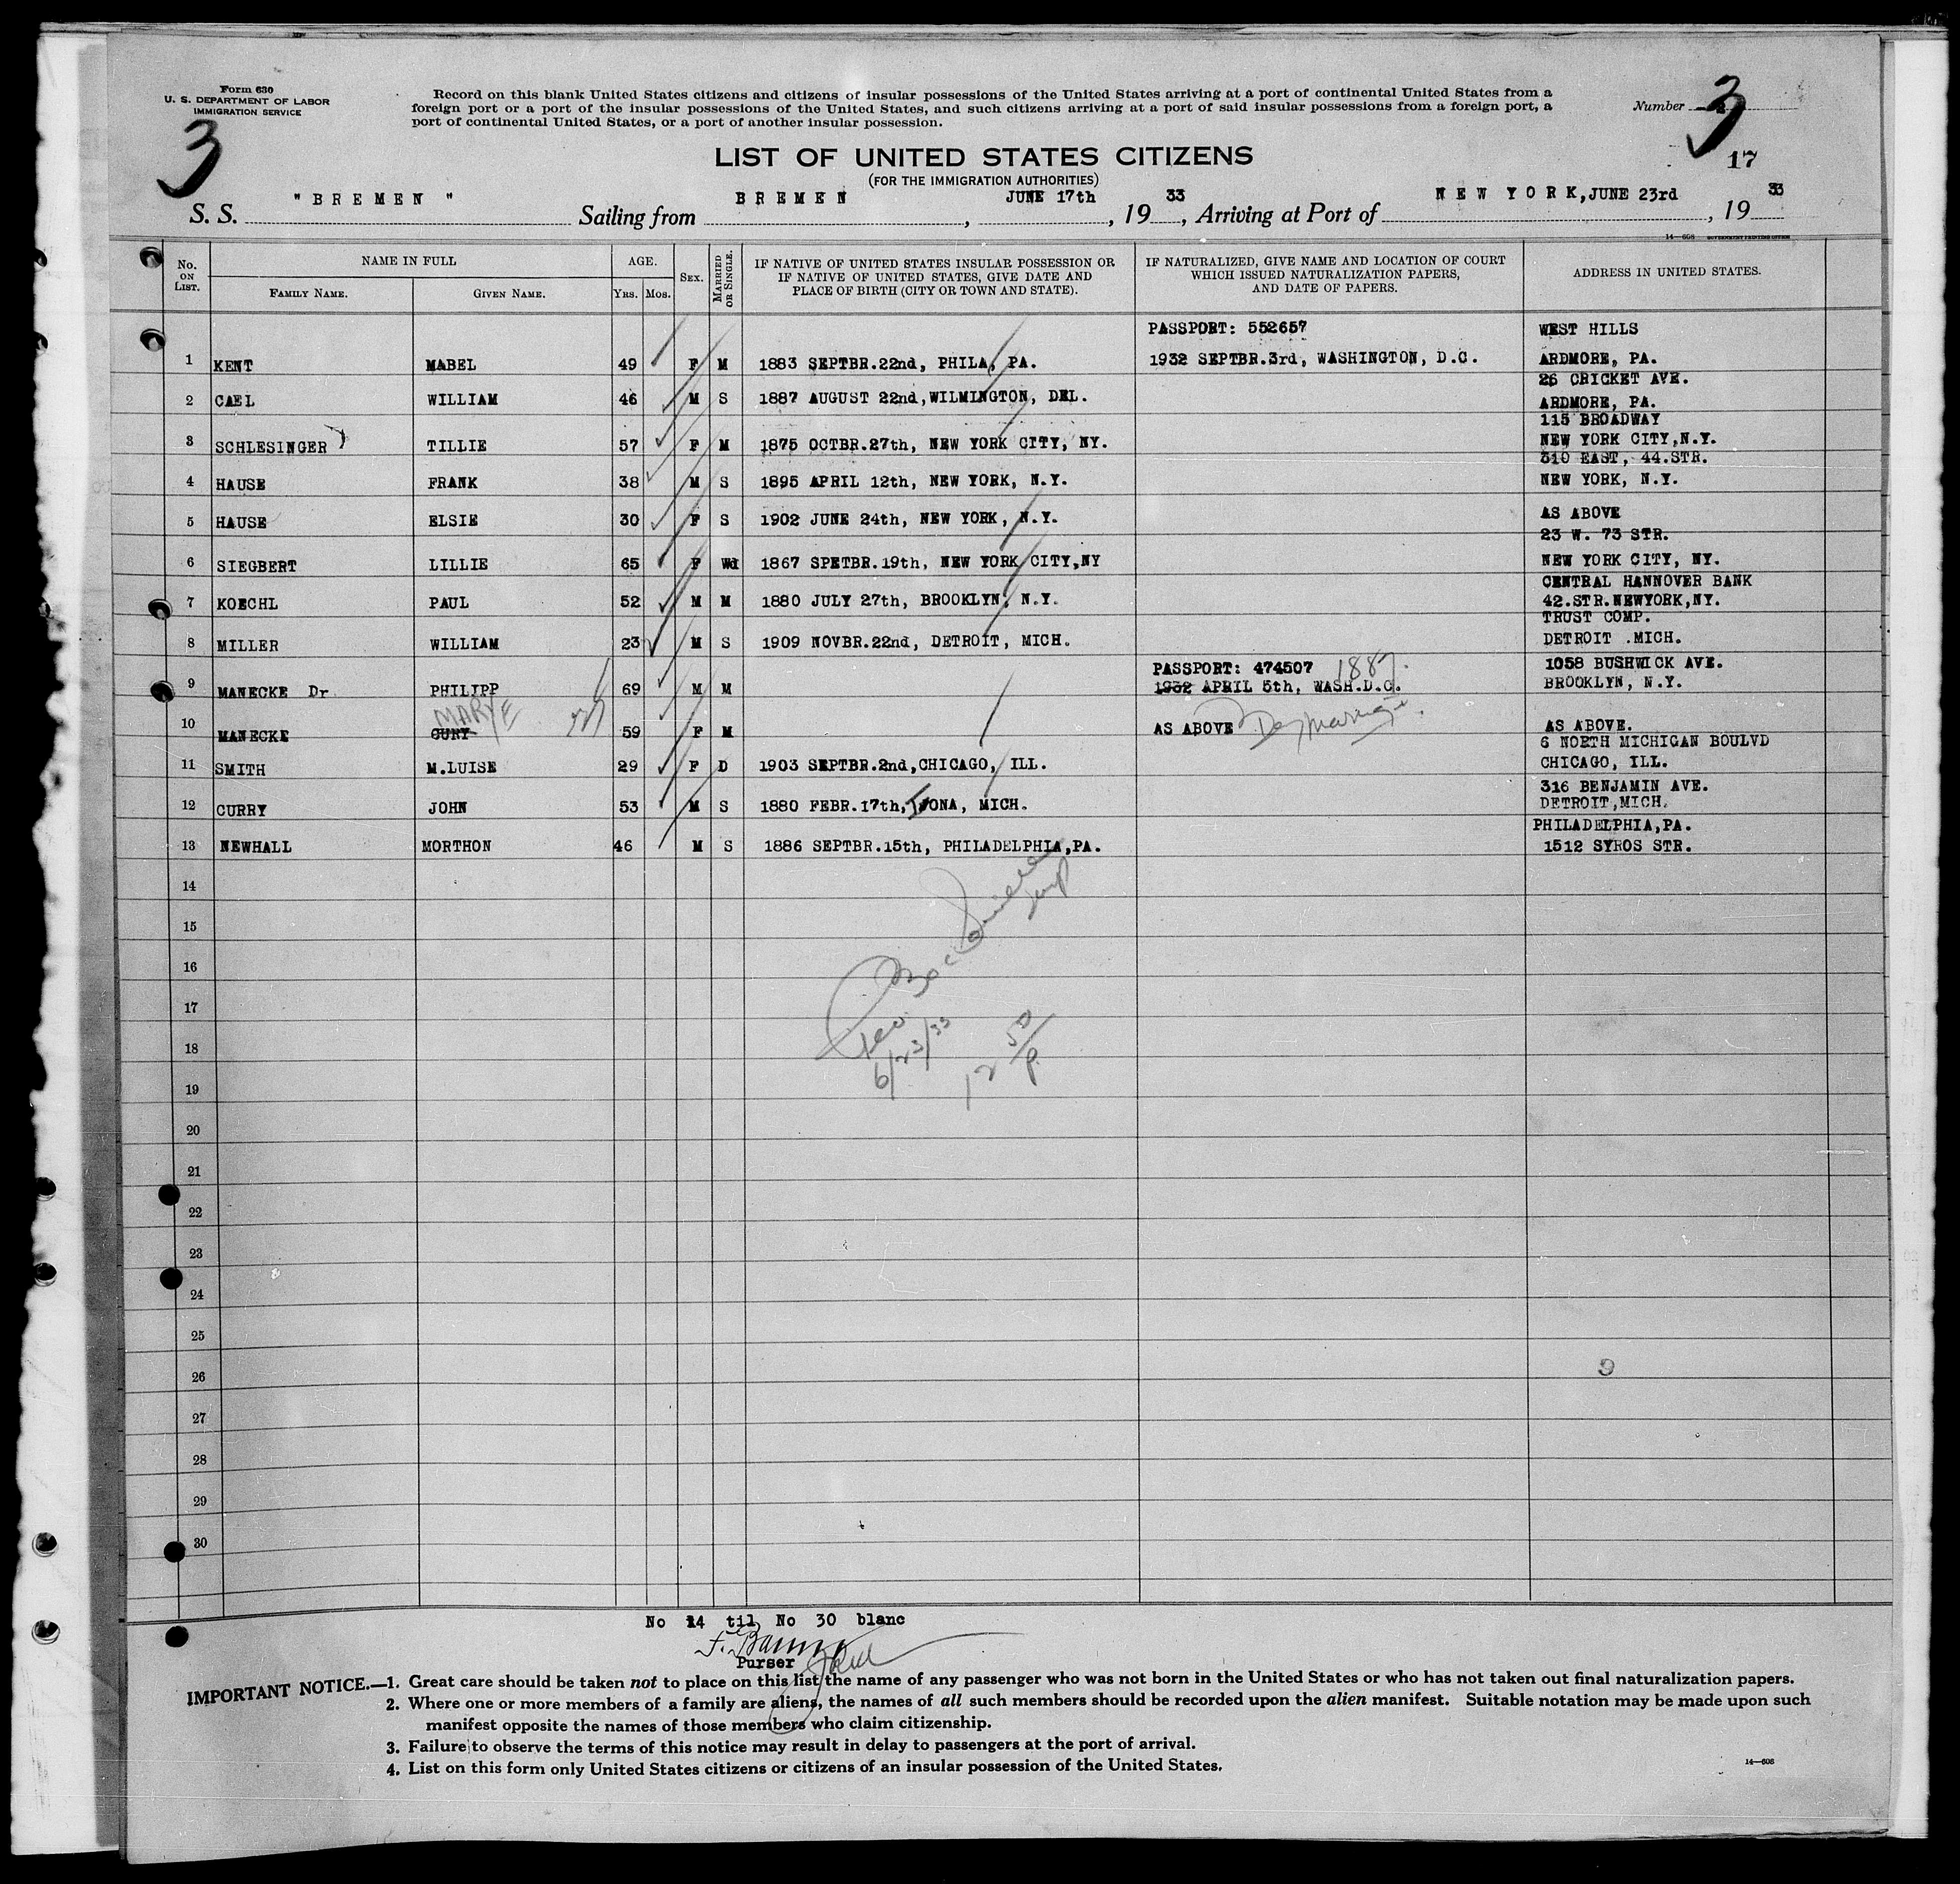 Form 630
U. S. DEPARTMENT OF LABOR
IMMIGRATION SERVICE
Record on this blank United States citizens and citizens of insular possessions of the United States arriving at a port of continental United States from a
foreign port or a port of the insular possessions of the United States, and such citizens arriving at a port of said insular possessions from a foreign port, a
port of continental United States, or a port of another insular possession.
Number 3
3
17
LIST OF UNITED STATES CITIZENS
(FOR THE IMMIGRATION AUTHORITIES)
S. S. " BREMEN " Sailing from BREMEN, JUNE 17th, 1933, Arriving at Port of NEW YORK, JUNE 23rd, 1933
14—608 GOVERNMENT PRINTING OFFICE
No. ON LIST. NAME IN FULL AGE. SEX. MARRIED OR SINGLE. IF NATIVE OF UNITED STATES INSULAR POSSESSION OR IF NATIVE OF UNITED STATES, GIVE DATE AND PLACE OF BIRTH (CITY OR TOWN AND STATE). IF NATURALIZED, GIVE NAME AND LOCATION OF COURT WHICH ISSUED NATURALIZATION PAPERS, AND DATE OF PAPERS. ADDRESS IN UNITED STATES.
FAMILY NAME. GIVEN NAME. YRS. MOS.
PASSPORT: 552657 WEST HILLS
1 KENT MABEL 49 F M 1883 SEPTBR.22nd, PHILA, PA. 1932 SEPTBR.3rd, WASHINGTON, D.C. ARDMORE, PA.
26 CRICKET AVE.
2 CAEL WILLIAM 46 M S 1887 AUGUST 22nd, WILMINGTON, DEL. ARDMORE, PA.
115 BROADWAY
3 SCHLESINGER TILLIE 57 F M 1875 OCTBR.27th, NEW YORK CITY, NY. NEW YORK CITY,N.Y.
310 EAST, 44.STR.
4 HAUSE FRANK 38 M S 1895 APRIL 12th, NEW YORK, N.Y. NEW YORK, N.Y.
5 HAUSE ELSIE 30 F S 1902 JUNE 24th, NEW YORK, N.Y. AS ABOVE
23 W. 73 STR.
6 SIEGBERT LILLIE 65 F Wd 1867 SPETBR.19th, NEW YORK CITY,NY NEW YORK CITY, NY.
CENTRAL HANNOVER BANK
7 KOECHL PAUL 52 M M 1880 JULY 27th, BROOKLYN, N.Y. 42.STR.NEWYORK,NY.
TRUST COMP.
8 MILLER WILLIAM 23 M S 1909 NOVBR.22nd, DETROIT, MICH. DETROIT .MICH.
PASSPORT: 474507 1887. 1058 BUSHWICK AVE.
9 MANECKE Dr PHILIPP 69 M M 1932 APRIL 5th, WASH.D.C. BROOKLYN, N.Y.
MARYE
10 MANECKE CURT 59 F M AS ABOVE By marriage. AS ABOVE.
6 NORTH MICHIGAN BOULVD
11 SMITH M.LUISE 29 F D 1903 SEPTBR.2nd,CHICAGO, ILL. CHICAGO, ILL.
316 BENJAMIN AVE.
12 CURRY JOHN 53 M S 1880 FEBR.17th, IONA, MICH. DETROIT,MICH.
PHILADELPHIA,PA.
13 NEWHALL MORTHON 46 M S 1886 SEPTBR.15th, PHILADELPHIA,PA. 1512 SYROS STR.
14
15
16
17
18
6/23/33
12 50/P.
19
20
21
22
23
24
25
26
27
28
29
30
No 14 til No 30 blanc
Purser
IMPORTANT NOTICE.—1. Great care should be taken not to place on this list the name of any passenger who was not born in the United States or who has not taken out final naturalization papers.
2. Where one or more members of a family are aliens, the names of all such members should be recorded upon the alien manifest. Suitable notation may be made upon such
manifest opposite the names of those members who claim citizenship.
3. Failure to observe the terms of this notice may result in delay to passengers at the port of arrival.
4. List on this form only United States citizens or citizens of an insular possession of the United States.
14—608